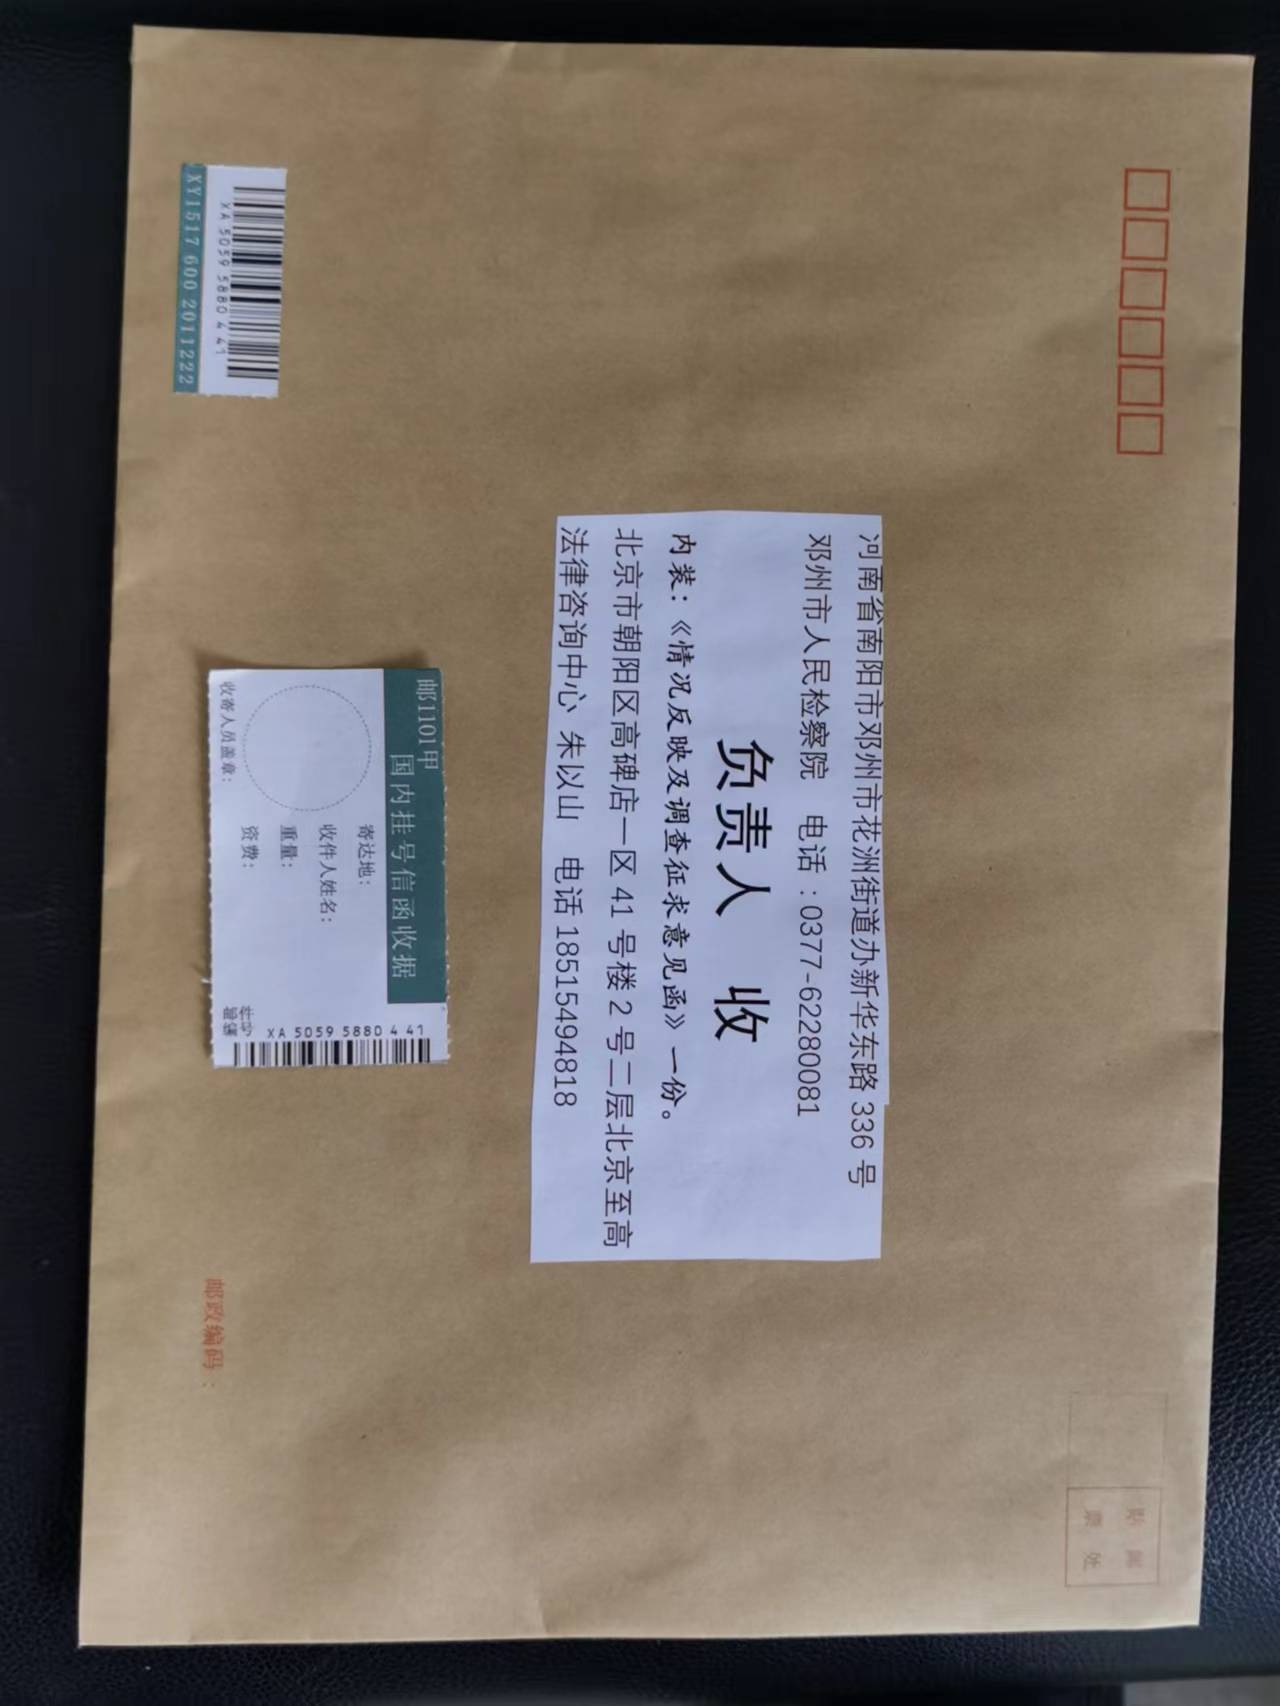 河南省南阳市邓州市花洲街道办新华东路 336 号
邓州市人民检察院 电话：0377-62280081
负责人 收
内装：《情况反映及调查征求意见函》一份。
北京市朝阳区高碑店一区 41 号楼 2 号二层北京至高
法律咨询中心 朱以山 电话 18515494818
邮1101甲
国内挂号信函收据
寄达地：
收件人姓名：
重量：
资费：
收寄人员盖章：
邮件编号
XA 5059 5880 4 41
XA 5059 5880 4 41
XY1517 600 2011222
贴邮
票处
邮政编码：